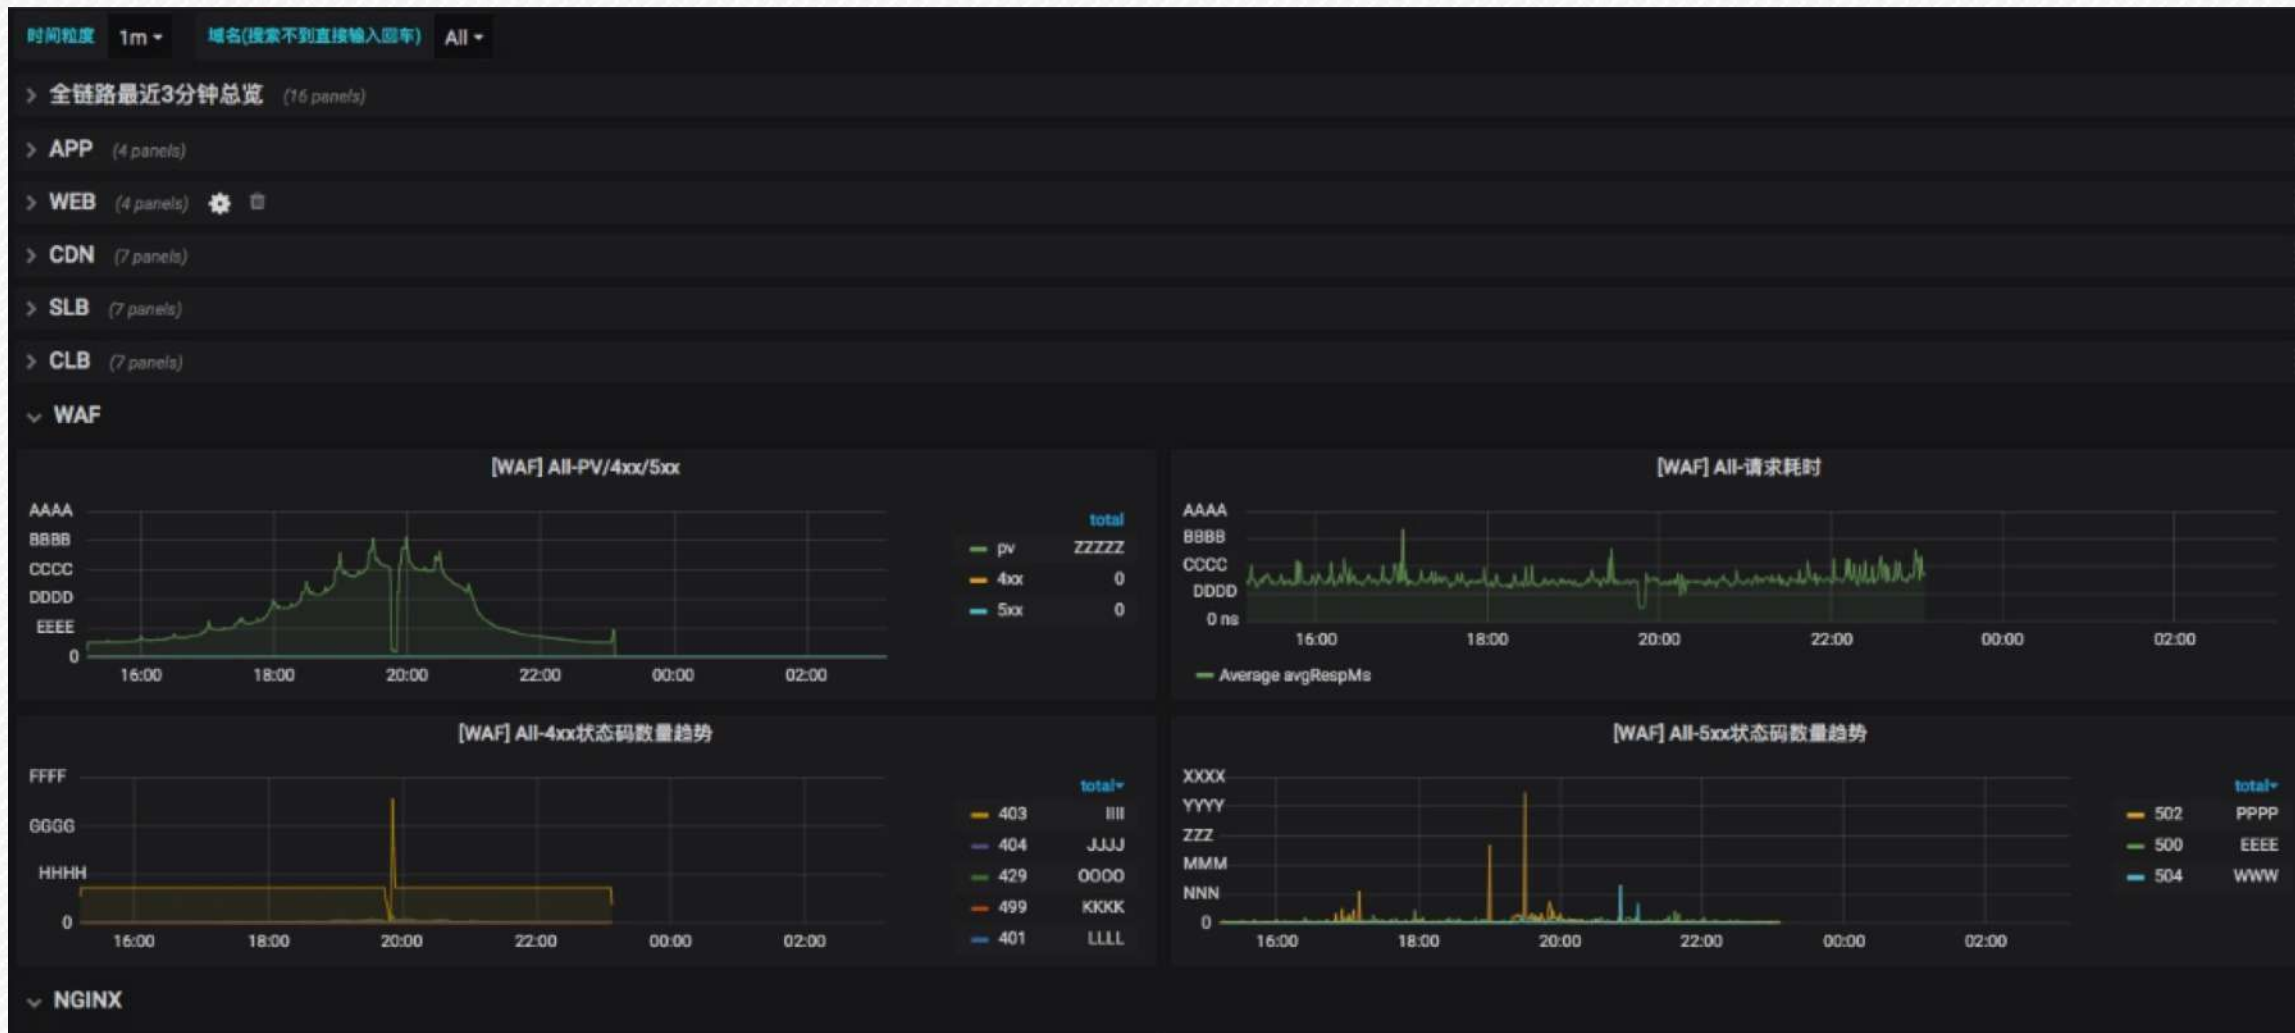 时间粒度 1m 域名(搜索不到直接输入回车) All
全链路最近3分钟总览 (16 panels)
APP (4 panels)
WEB (4 panels)
CDN (7 panels)
SLB (7 panels)
CLB (7 panels)
WAF
[WAF] All-PV/4xx/5xx
AAAA
BBBB
CCCC
DDDD
EEEE
0
16:00 18:00 20:00 22:00 00:00 02:00
total
pv ZZZZZ
4xx 0
5xx 0
[WAF] All-请求耗时
AAAA
BBBB
CCCC
DDDD
0 ns
16:00 18:00 20:00 22:00 00:00 02:00
Average avgRespMs
[WAF] All-4xx状态码数量趋势
FFFF
GGGG
HHHH
0
16:00 18:00 20:00 22:00 00:00 02:00
total
403 IIII
404 JJJJ
429 OOOO
499 KKKK
401 LLLL
[WAF] All-5xx状态码数量趋势
XXXX
YYYY
ZZZ
MMM
NNN
0
16:00 18:00 20:00 22:00 00:00 02:00
total
502 PPPP
500 EEEE
504 WWW
NGINX